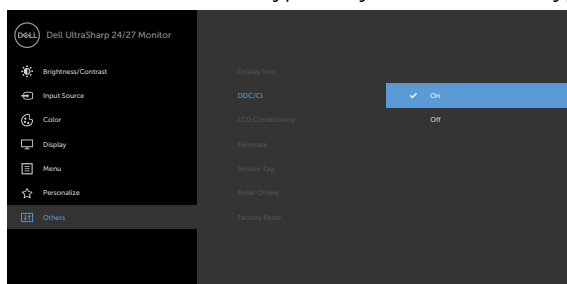 DELL Dell UltraSharp 24/27 Monitor
Brightness/Contrast
Display Info
Input Source
DDC/CI
On
Color
LCD Conditioning
Off
Display
Firmware
Menu
Service Tag
Personalize
Reset Others
Others
Factory Reset